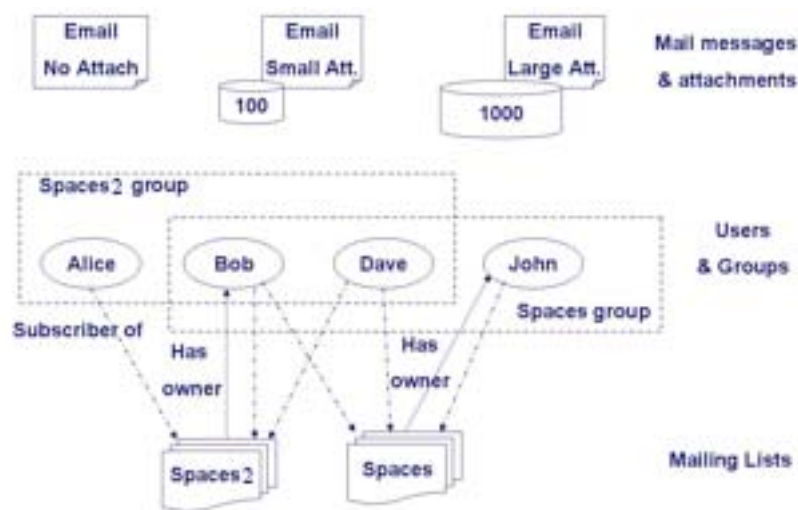 Email
No Attach
Email
Small Att.
100
Email
Large Att.
1000
Mail messages
& attachments
Spaces2 group
Alice
Bob
Dave
John
Users
& Groups
Spaces group
Subscriber of
Has
owner
Has
owner
Spaces2
Spaces
Mailing Lists